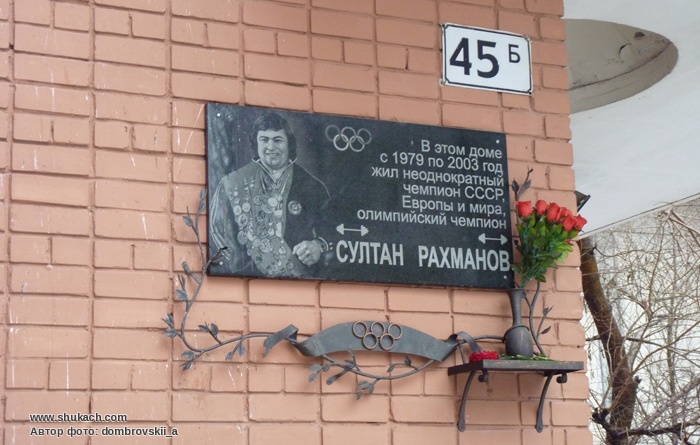 45 Б
В этом доме
с 1979 по 2003 год
жил неоднократный
чемпион СССР,
Европы и мира,
олимпийский чемпион
СУЛТАН РАХМАНОВ
www.shukach.com
Автор фото: dombrovskii_a